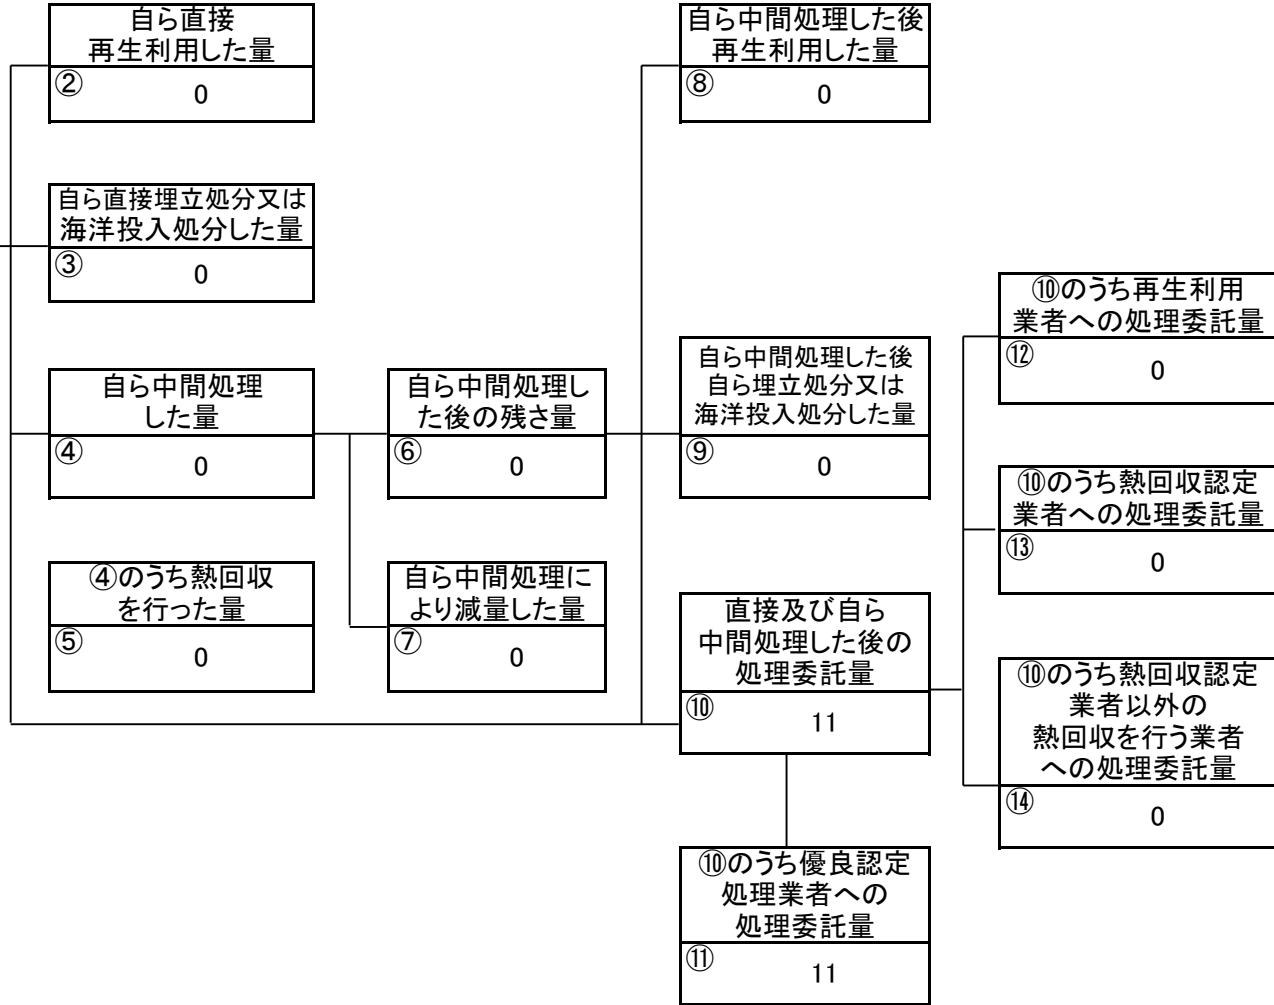 自ら直接
再生利用した量
②
0
自ら直接埋立処分又は
海洋投入処分した量
③
0
自ら中間処理
した量
④
0
④のうち熱回収
を行った量
⑤
0
自ら中間処理し
た後の残さ量
⑥
0
自ら中間処理に
より減量した量
⑦
0
自ら中間処理した後
再生利用した量
⑧
0
自ら中間処理した後
自ら埋立処分又は
海洋投入処分した量
⑨
0
直接及び自ら
中間処理した後の
処理委託量
⑩
11
⑩のうち優良認定
処理業者への
処理委託量
⑪
11
⑩のうち再生利用
業者への処理委託量
⑫
0
⑩のうち熱回収認定
業者への処理委託量
⑬
0
⑩のうち熱回収認定
業者以外の
熱回収を行う業者
への処理委託量
⑭
0